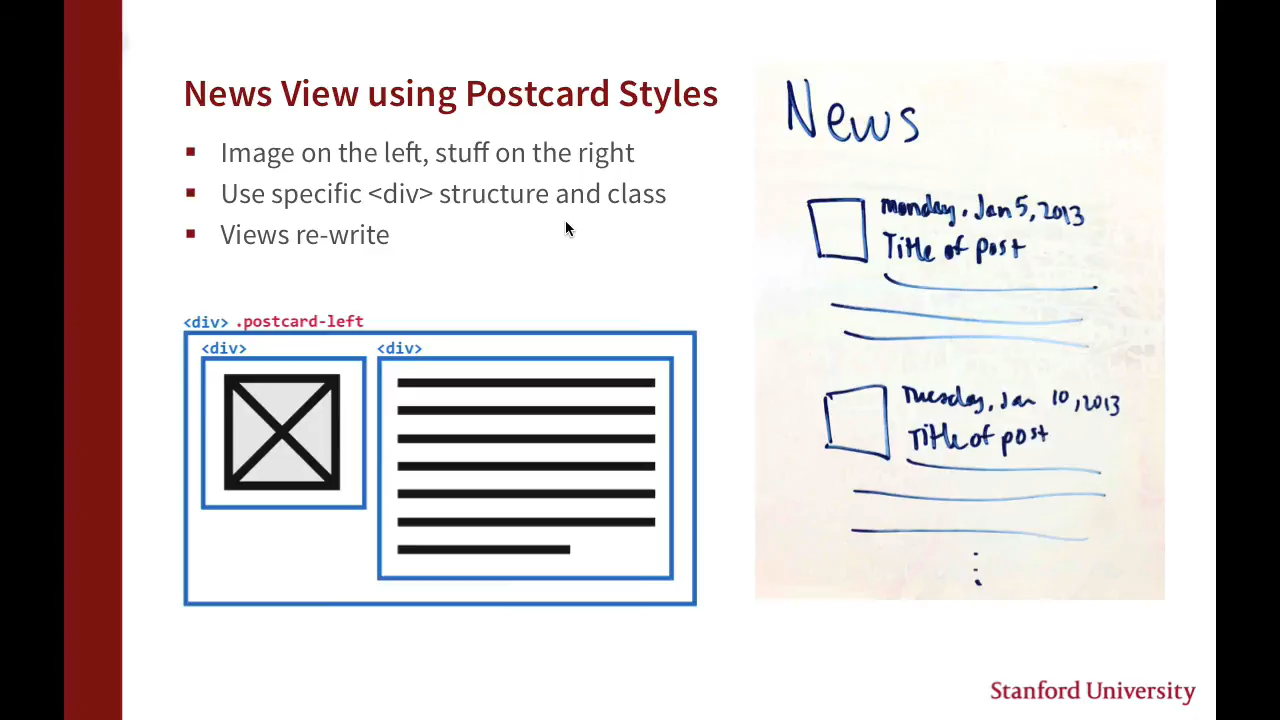 News View using Postcard Styles
Image on the left, stuff on the right
Use specific <div> structure and class
Views re-write
<div> .postcard-left
<div>
<div>
News
monday, Jan 5, 2013
Title of post
Tuesday, Jan 10, 2013
Title of post
Stanford University